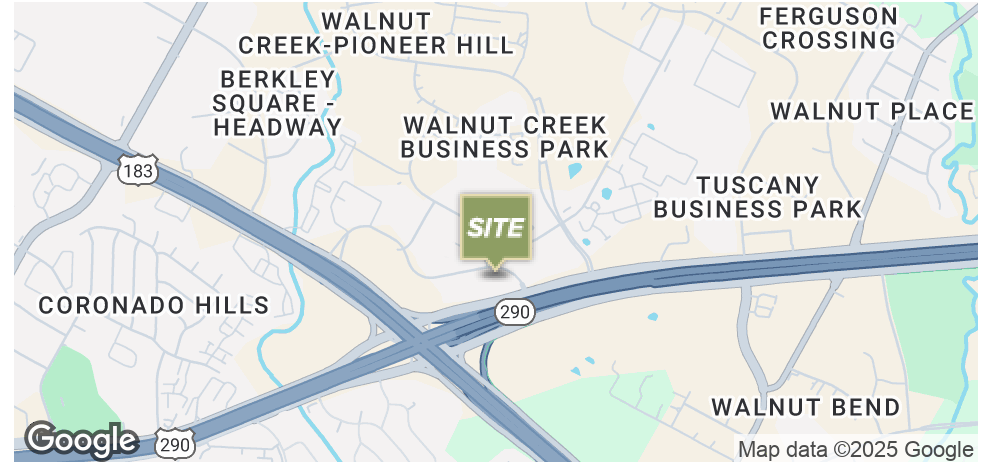 WALNUT
CREEK-PIONEER HILL
FERGUSON
CROSSING
BERKLEY
SQUARE -
HEADWAY
WALNUT CREEK
BUSINESS PARK
WALNUT PLACE
183
TUSCANY
BUSINESS PARK
SITE
CORONADO HILLS
290
WALNUT BEND
Google
290
Map data ©2025 Google